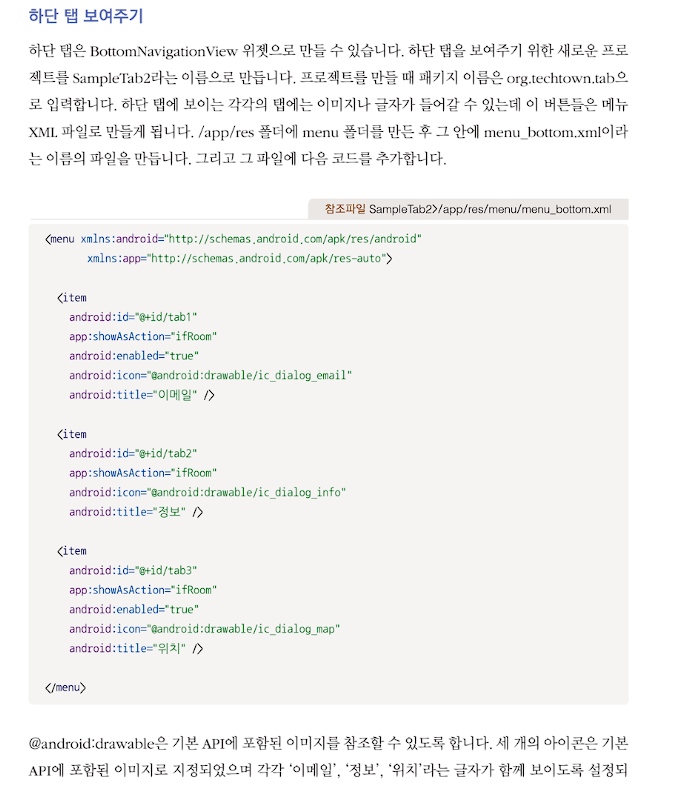 하단 탭 보여주기
하단 탭은 BottomNavigationView 위젯으로 만들 수 있습니다. 하단 탭을 보여주기 위한 새로운 프로
젝트를 SampleTab2라는 이름으로 만듭니다. 프로젝트를 만들 때 패키지 이름은 org.techtown.tab으
로 입력합니다. 하단 탭에 보이는 각각의 탭에는 이미지나 글자가 들어갈 수 있는데 이 버튼들은 메뉴
XML 파일로 만들게 됩니다. /app/res 폴더에 menu 폴더를 만든 후 그 안에 menu_bottom.xml이라
는 이름의 파일을 만듭니다. 그리고 그 파일에 다음 코드를 추가합니다.
참조파일 SampleTab2>/app/res/menu/menu_bottom.xml
<menu xmlns:android="http://schemas.android.com/apk/res/android"
xmlns:app="http://schemas.android.com/apk/res-auto">
<item
android:id="@+id/tab1"
app:showAsAction="ifRoom"
android:enabled="true"
android:icon="@android:drawable/ic_dialog_email"
android:title="이메일" />
<item
android:id="@+id/tab2"
app:showAsAction="ifRoom"
android:icon="@android:drawable/ic_dialog_info"
android:title="정보" />
<item
android:id="@+id/tab3"
app:showAsAction="ifRoom"
android:enabled="true"
android:icon="@android:drawable/ic_dialog_map"
android:title="위치" />
</menu>
@android:drawable은 기본 API에 포함된 이미지를 참조할 수 있도록 합니다. 세 개의 아이콘은 기본
API에 포함된 이미지로 지정되었으며 각각 ‘이메일’, ‘정보’, ‘위치’라는 글자가 함께 보이도록 설정되